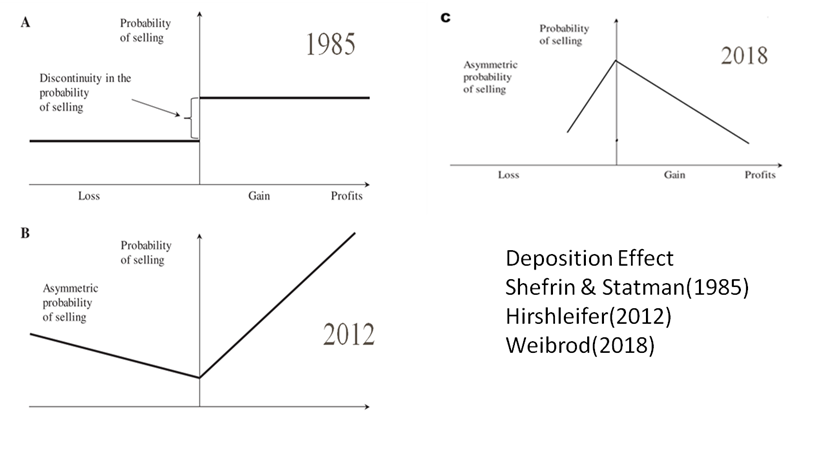 A
Probability
of selling
1985
Discontinuity in the
probability
of selling
Loss
Gain
Profits
B
Probability
of selling
Asymmetric
probability
of selling
2012
C
Probability
of selling
2018
Asymmetric
probability
of selling
Loss
Gain
Profits
Deposition Effect
Shefrin & Statman(1985)
Hirshleifer(2012)
Weibrod(2018)